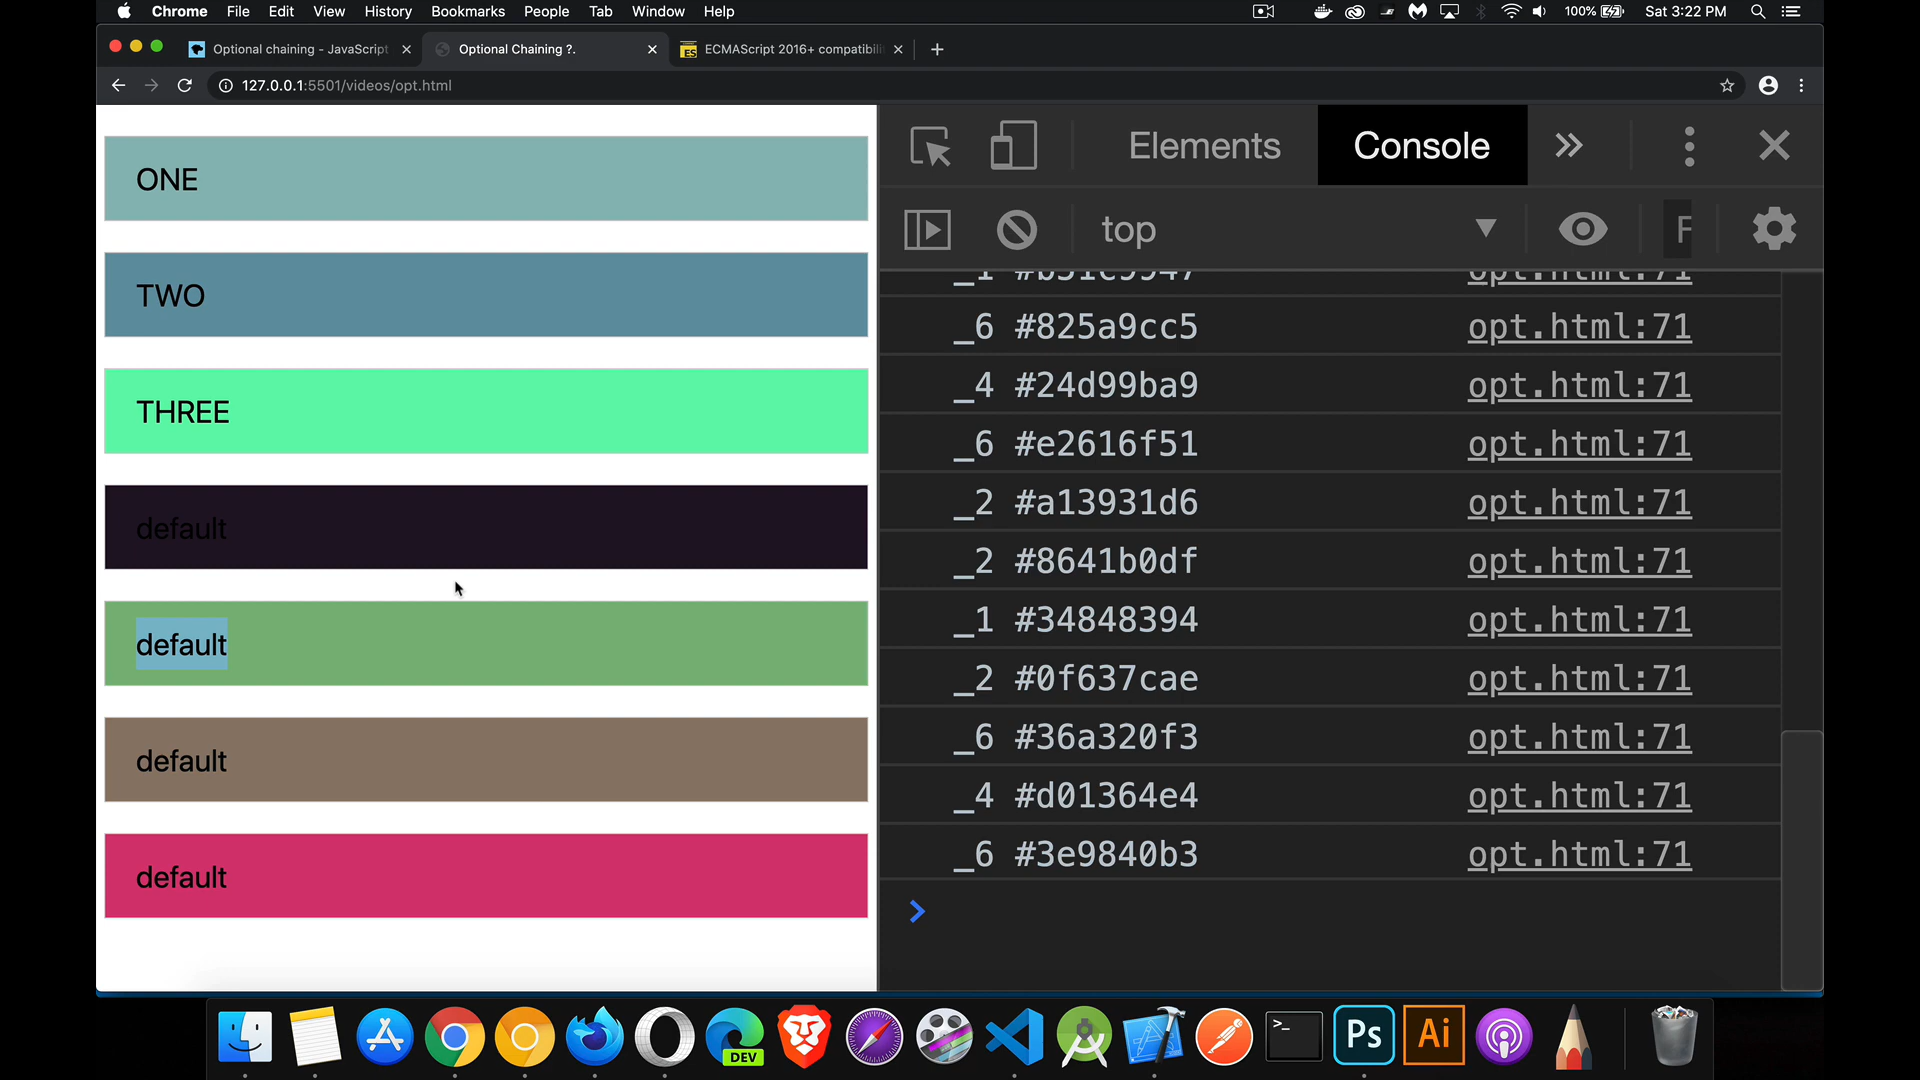 Chrome File Edit View History Bookmarks People Tab Window Help 100% Sat 3:22 PM
Optional chaining - JavaScript Optional Chaining ?. ECMAScript 2016+ compatibili
127.0.0.1:5501/videos/opt.html
ONE
TWO
THREE
default
default
default
default
Elements Console
top F
_6 #825a9cc5 opt.html:71
_4 #24d99ba9 opt.html:71
_6 #e2616f51 opt.html:71
_2 #a13931d6 opt.html:71
_2 #8641b0df opt.html:71
_1 #34848394 opt.html:71
_2 #0f637cae opt.html:71
_6 #36a320f3 opt.html:71
_4 #d01364e4 opt.html:71
_6 #3e9840b3 opt.html:71
DEV
Ps
Ai